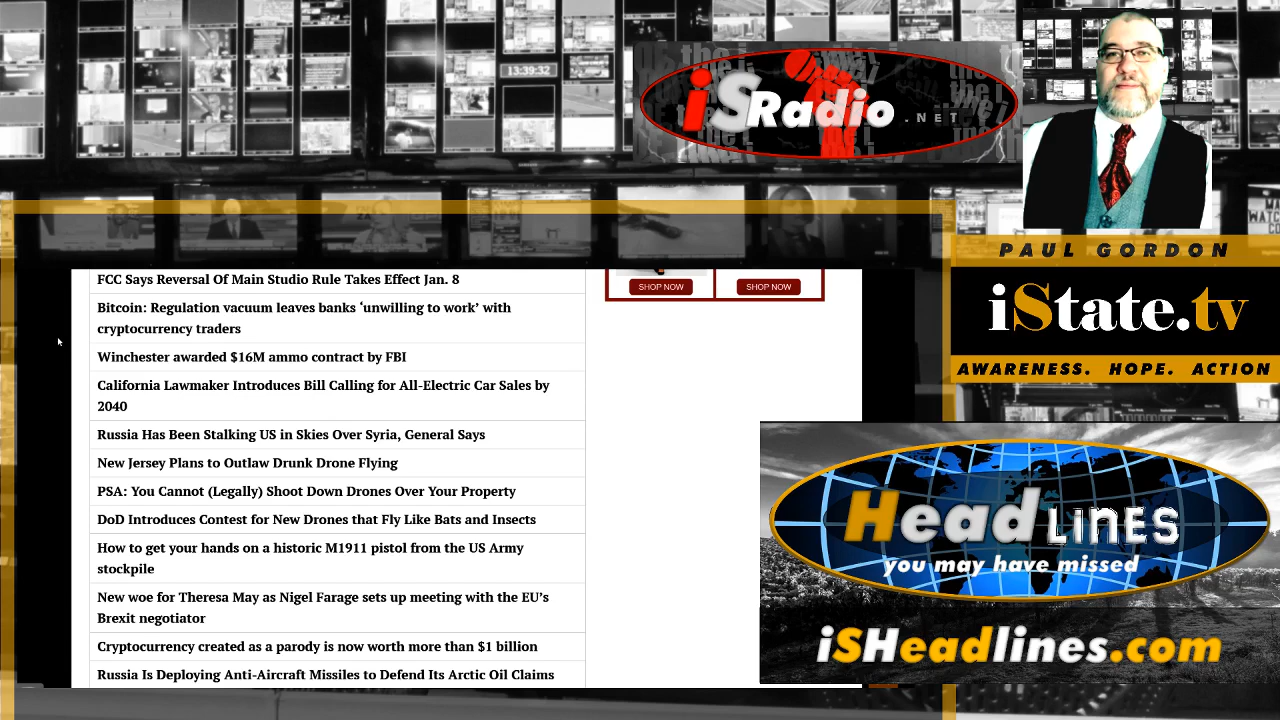 13:39:32
iSRadio.NET
PAUL GORDON
iState.tv
AWARENESS. HOPE. ACTION
SHOP NOW
SHOP NOW
FCC Says Reversal Of Main Studio Rule Takes Effect Jan. 8
Bitcoin: Regulation vacuum leaves banks ‘unwilling to work’ with
cryptocurrency traders
Winchester awarded $16M ammo contract by FBI
California Lawmaker Introduces Bill Calling for All-Electric Car Sales by
2040
Russia Has Been Stalking US in Skies Over Syria, General Says
New Jersey Plans to Outlaw Drunk Drone Flying
PSA: You Cannot (Legally) Shoot Down Drones Over Your Property
DoD Introduces Contest for New Drones that Fly Like Bats and Insects
How to get your hands on a historic M1911 pistol from the US Army
stockpile
New woe for Theresa May as Nigel Farage sets up meeting with the EU’s
Brexit negotiator
Cryptocurrency created as a parody is now worth more than $1 billion
Russia Is Deploying Anti-Aircraft Missiles to Defend Its Arctic Oil Claims
HeadLINES
you may have missed
iSHeadlines.com